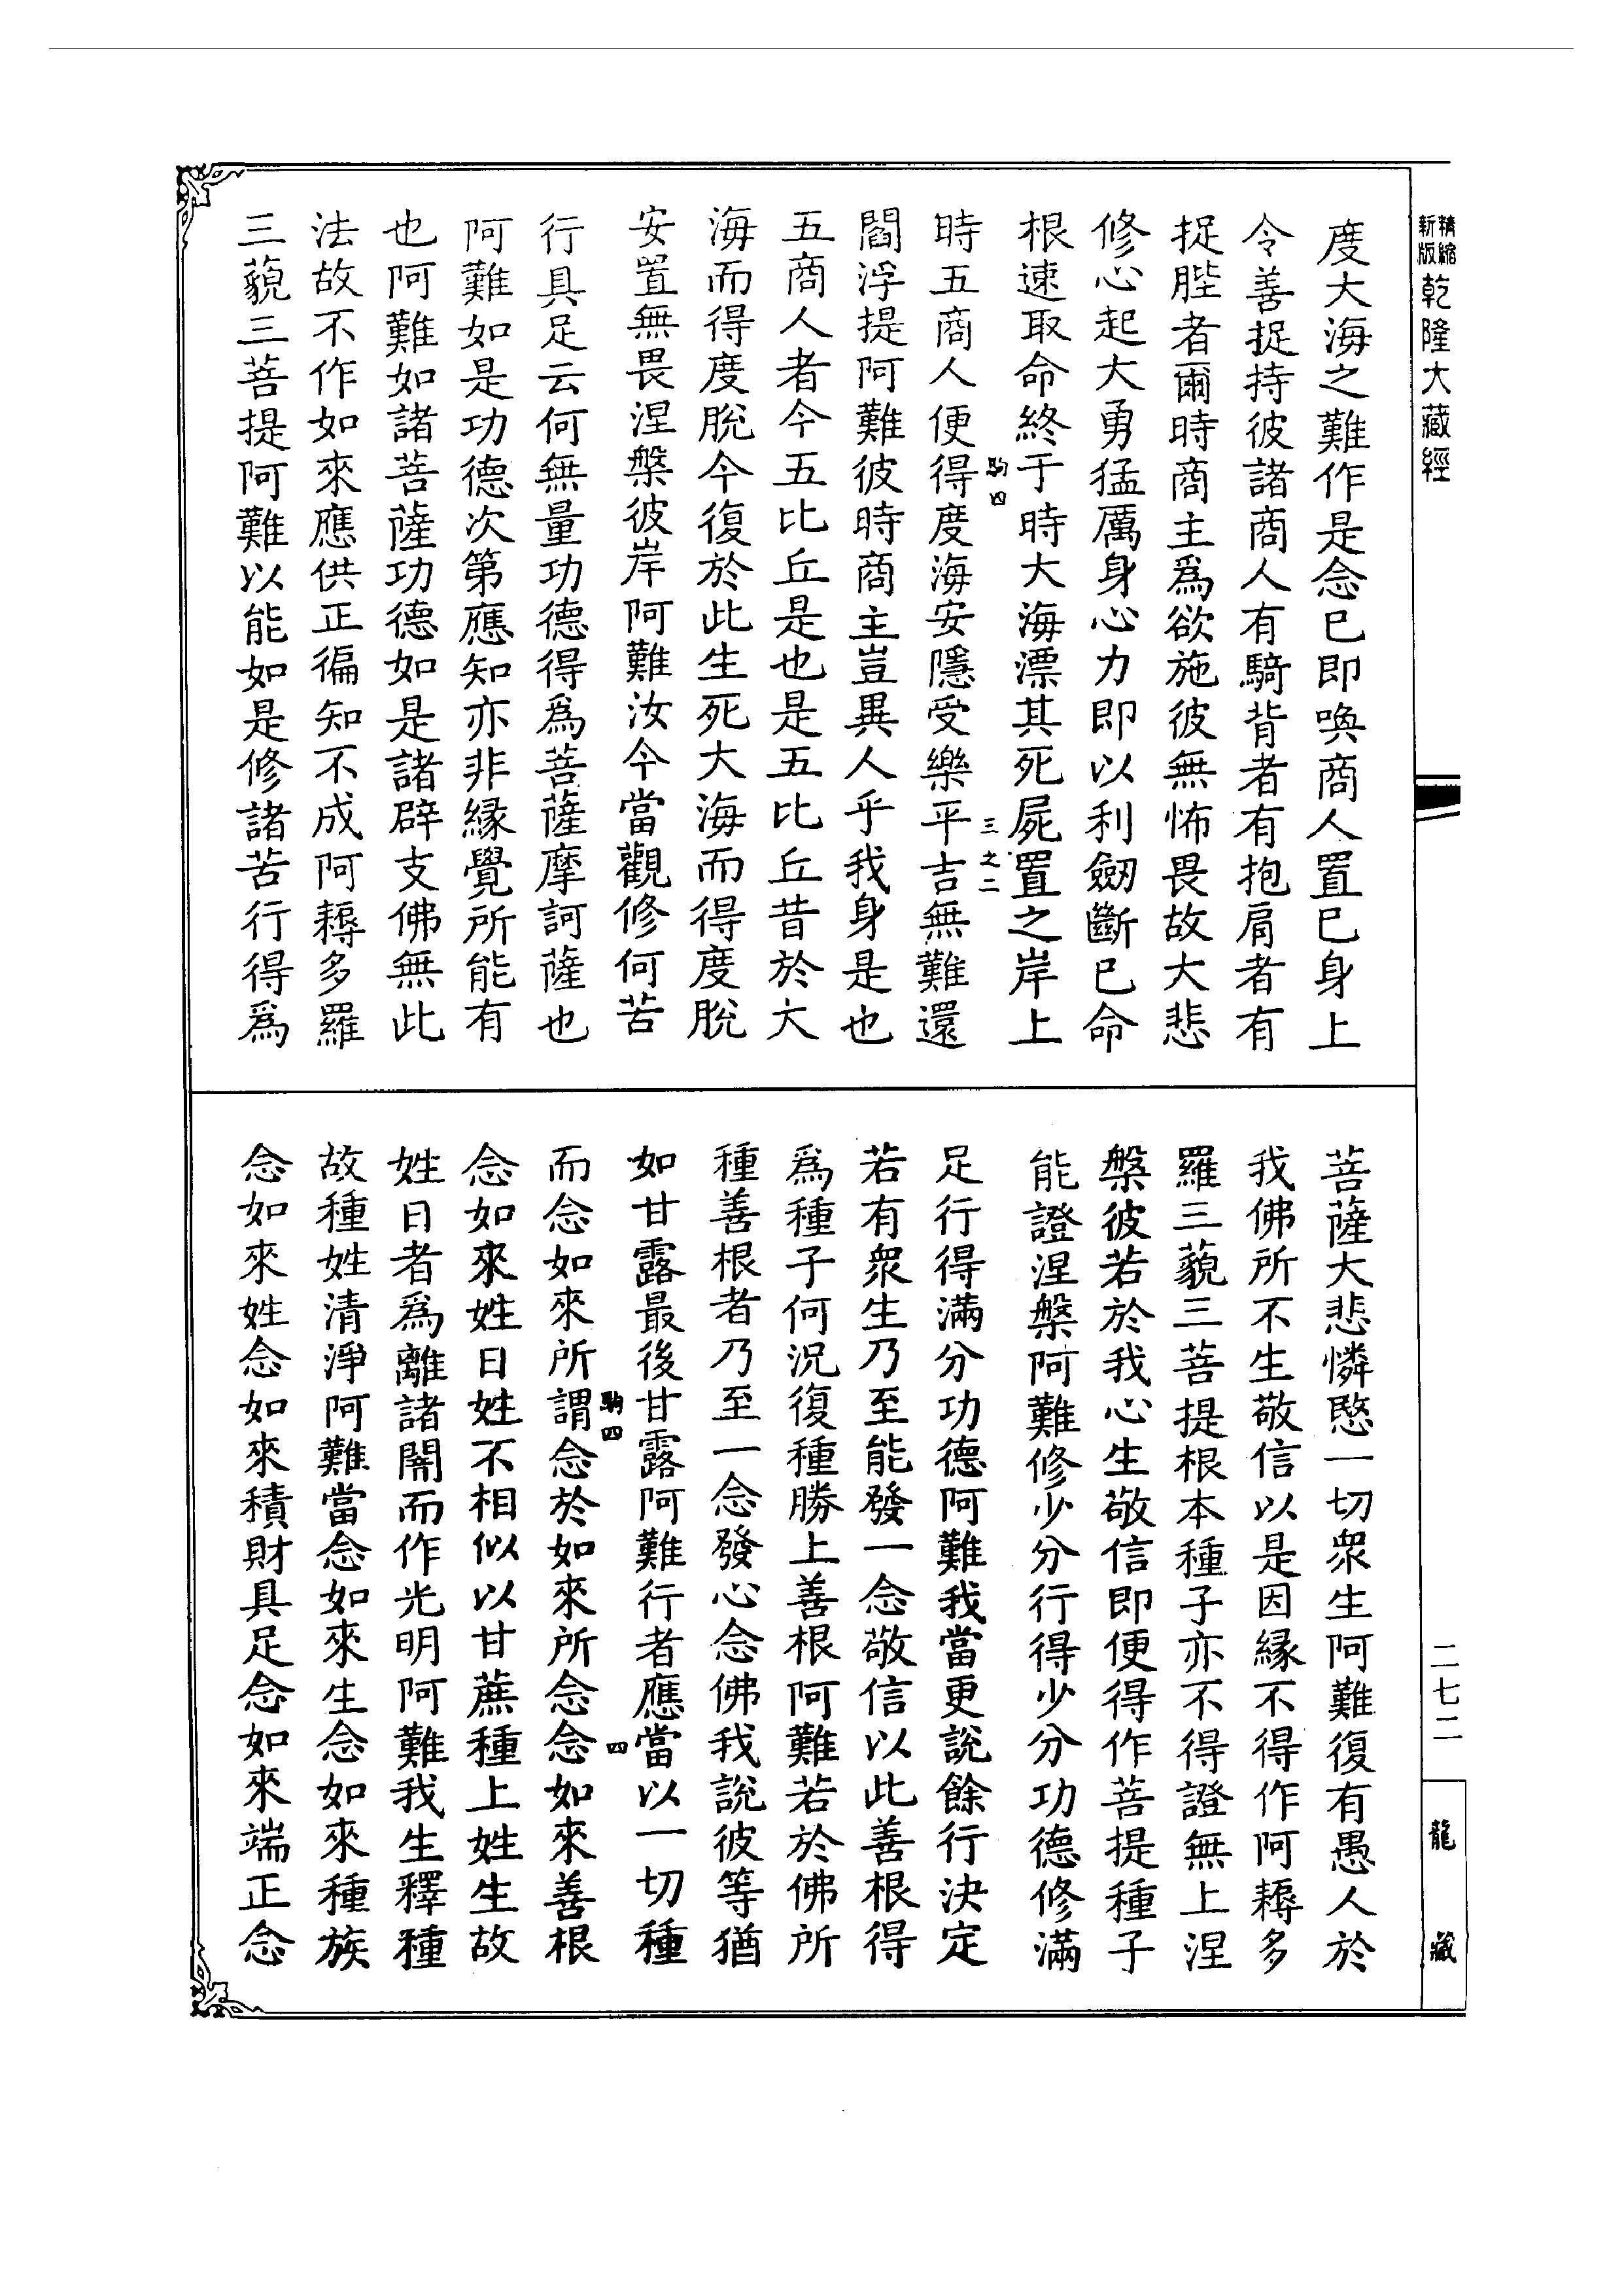 精縮新版乾隆大藏經
度大海之難作是念已即喚商人置已身上
令善捉持彼諸商人有騎背者有抱肩者有
捉䏶者爾時商主爲欲施彼無怖畏故大悲
修心起大勇猛厲身心力即以利劒斷已命
根速取命終于時大海漂其死屍置之岸上
駒四
三之二
時五商人便得度海安隱受樂平吉無難還
閻浮提阿難彼時商主豈異人乎我身是也
五商人者今五比丘是也是五比丘昔於大
海而得度脫今復於此生死大海而得度脫
安置無畏涅槃彼岸阿難汝今當觀修何苦
行具足云何無量功德得爲菩薩摩訶薩也
阿難如是功德次第應知亦非緣覺所能有
也阿難如諸菩薩功德如是諸辟支佛無此
法故不作如來應供正徧知不成阿耨多羅
三藐三菩提阿難以能如是修諸苦行得爲
菩薩大悲憐愍一切衆生阿難復有愚人於
我佛所不生敬信以是因緣不得作阿耨多
羅三藐三菩提根本種子亦不得證無上涅
槃彼若於我心生敬信即便得作菩提種子
能證涅槃阿難修少分行得少分功德修滿
足行得滿分功德阿難我當更說餘行決定
若有衆生乃至能發一念敬信以此善根得
爲種子何況復種勝上善根阿難若於佛所
種善根者乃至一念發心念佛我說彼等猶
如甘露最後甘露阿難行者應當以一切種
駒四
四
而念如來所謂念於如來所念念如來善根
念如來姓日姓不相似以甘蔗種上姓生故
姓日者爲離諸闇而作光明阿難我生釋種
故種姓清淨阿難當念如來生念如來種族
念如來姓念如來積財具足念如來端正念
二七二
龍藏